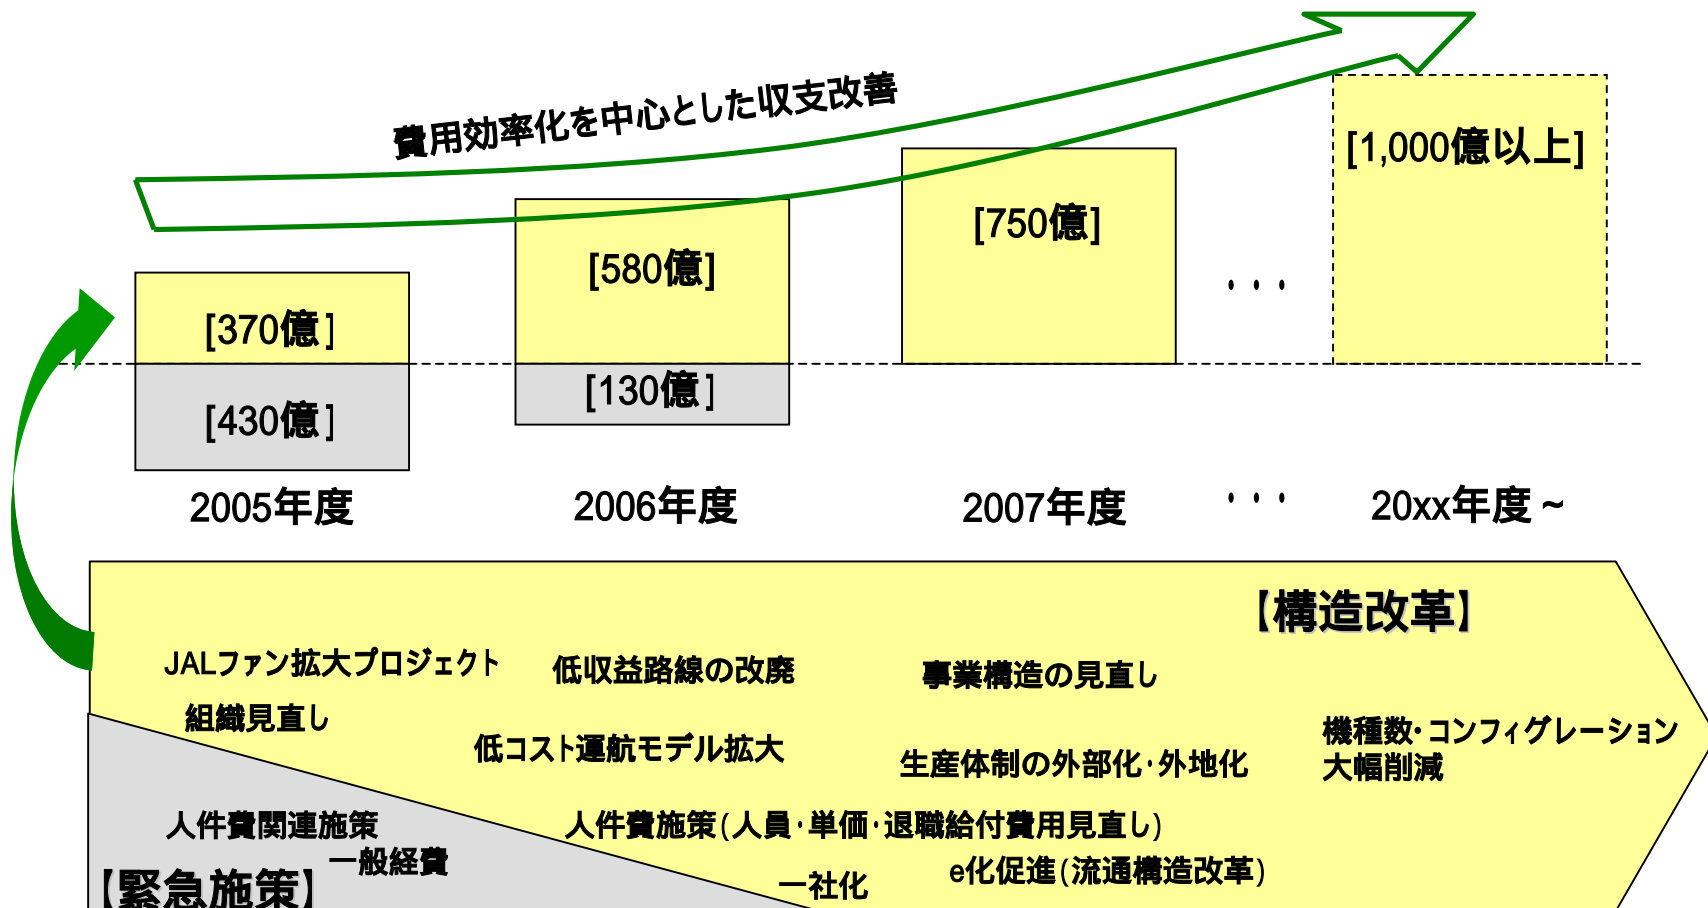 費用効率化を中心とした収支改善
[1,000億以上]
[750億]
[580億]
[370億]
・・・
[130億]
[430億]
2005年度
2006年度
2007年度
・・・
20xx年度~
【構造改革】
JALファン拡大プロジェクト
低収益路線の改廃
事業構造の見直し
組織見直し
低コスト運航モデル拡大
生産体制の外部化・外地化
機種数・コンフィグレーション
大幅削減
人件費関連施策
人件費施策(人員・単価・退職給付費用見直し)
一般経費
e化促進(流通構造改革)
【緊急施策】
一社化